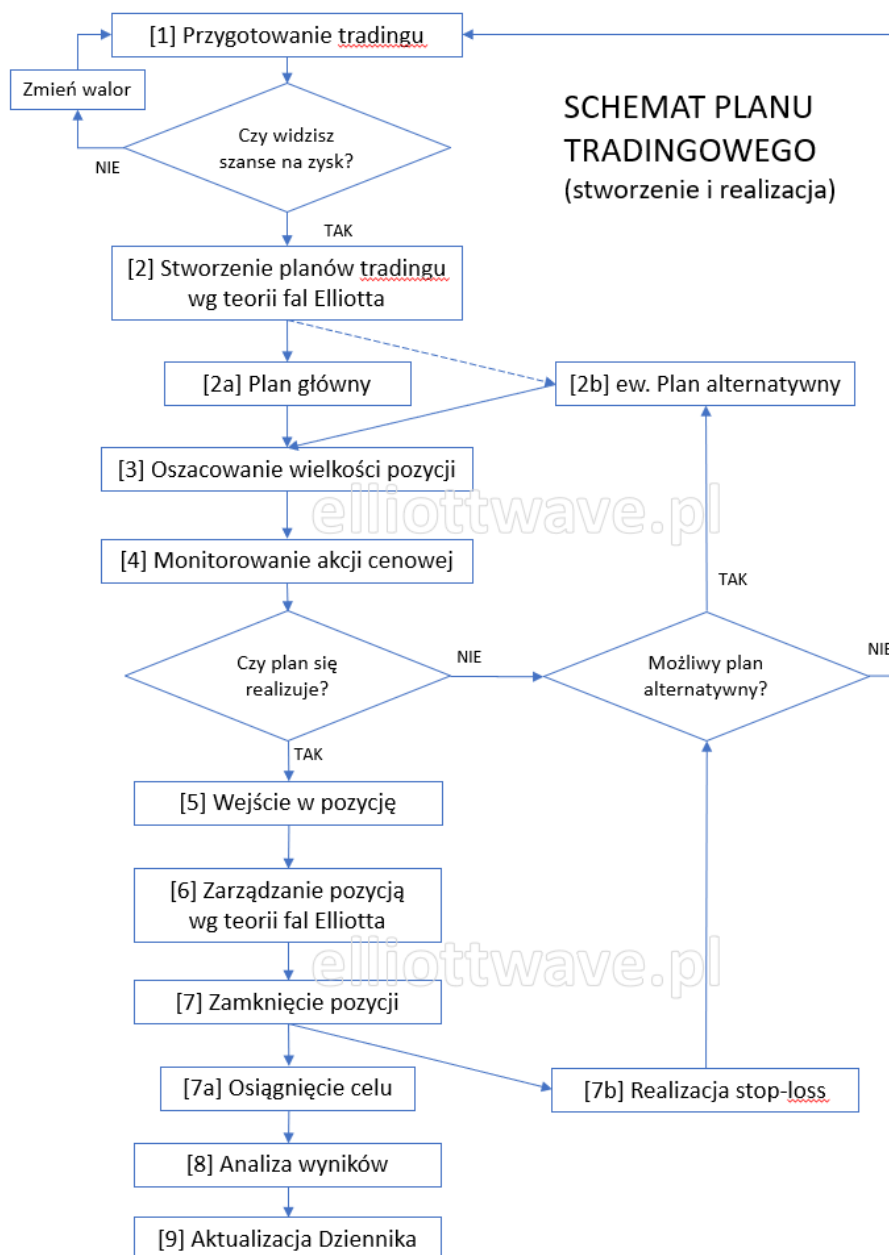 [1] Przygotowanie tradingu
Zmień walor
SCHEMAT PLANU
TRADINGOWEGO
(stworzenie i realizacja)
Czy widzisz
szanse na zysk?
NIE
TAK
[2] Stworzenie planów tradingu
wg teorii fal Elliotta
[2a] Plan główny
[2b] ew. Plan alternatywny
[3] Oszacowanie wielkości pozycji
elliottwave.pl
[4] Monitorowanie akcji cenowej
TAK
Czy plan się
realizuje?
NIE
Możliwy plan
alternatywny?
NIE
TAK
[5] Wejście w pozycję
[6] Zarządzanie pozycją
wg teorii fal Elliotta
elliottwave.pl
[7] Zamknięcie pozycji
[7a] Osiągnięcie celu
[7b] Realizacja stop-loss
[8] Analiza wyników
[9] Aktualizacja Dziennika